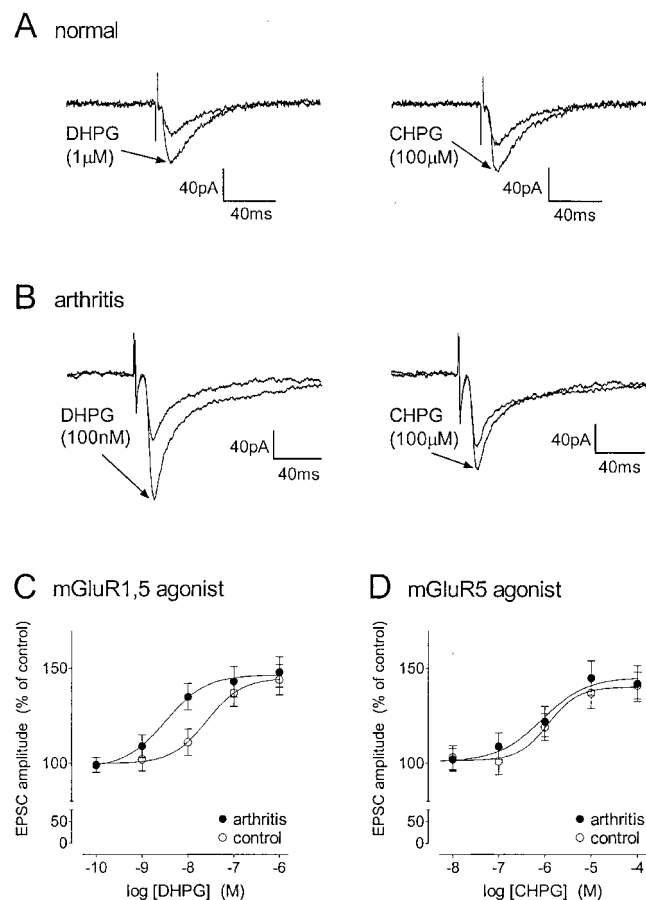 A normal
DHPG
(1µM)
40pA
40ms
CHPG
(100µM)
40pA
40ms
B arthritis
DHPG
(100nM)
40pA
40ms
CHPG
(100µM)
40pA
40ms
C mGluR1,5 agonist
EPSC amplitude (% of control)
150
100
50
0
arthritis
control
-10 -9 -8 -7 -6
log [DHPG] (M)
D mGluR5 agonist
EPSC amplitude (% of control)
150
100
50
0
arthritis
control
-8 -7 -6 -5 -4
log [CHPG] (M)